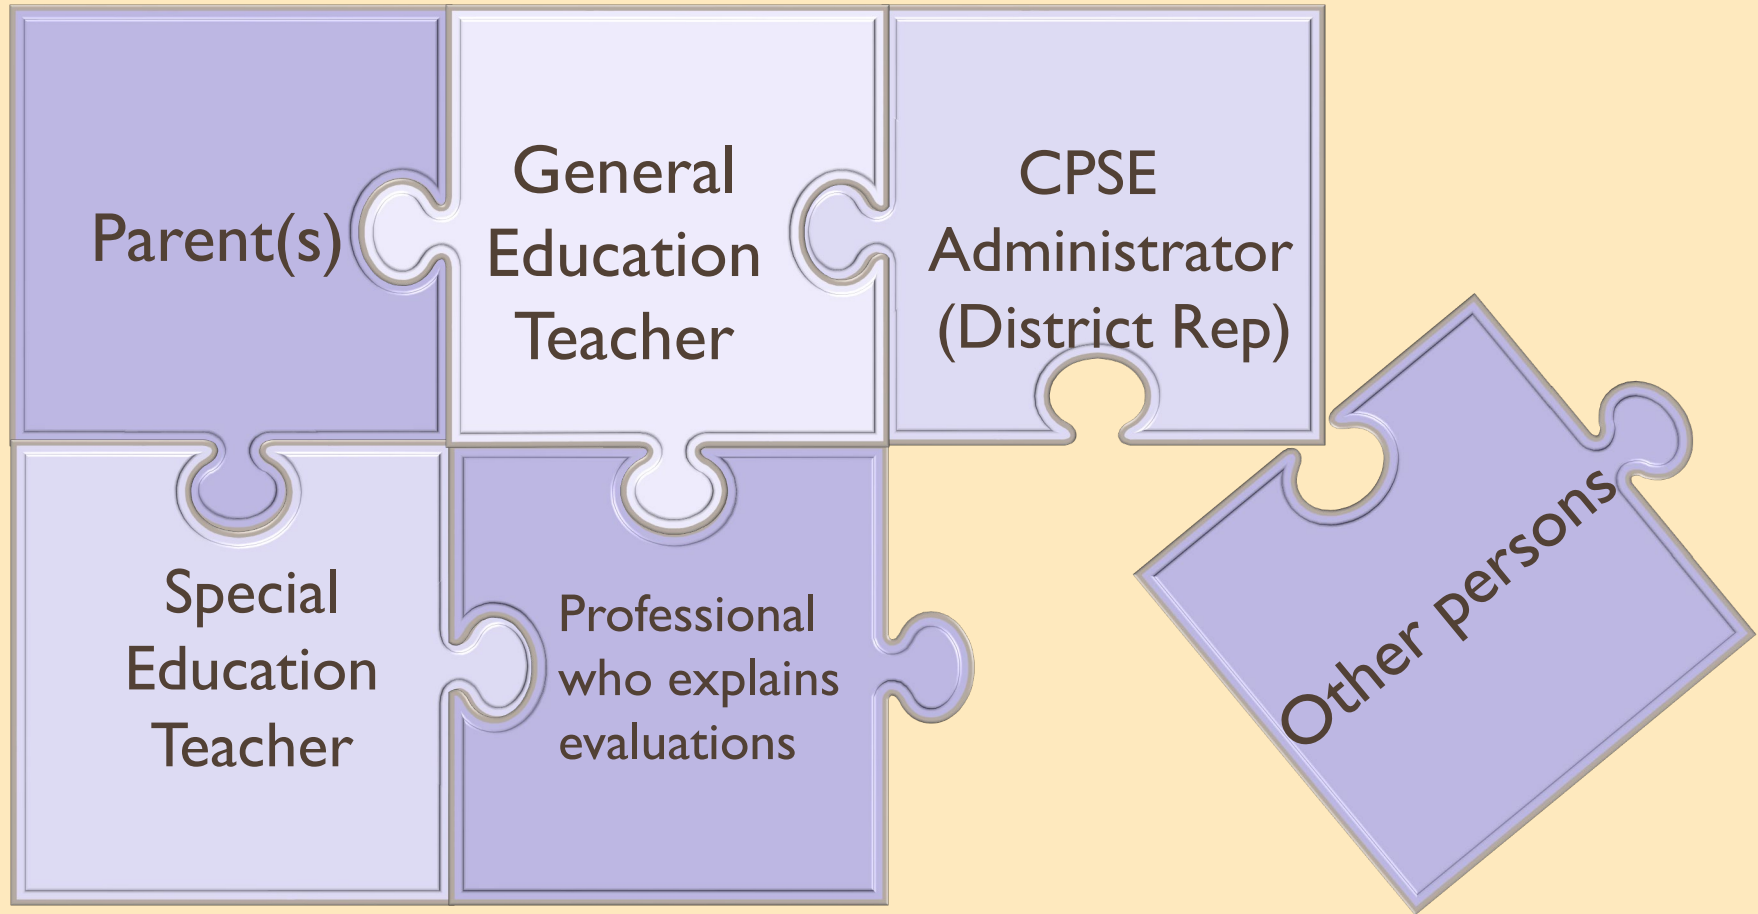 Parent(s)
General
Education
Teacher
CPSE
Administrator
(District Rep)
Special
Education
Teacher
Professional
who explains
evaluations
Other persons